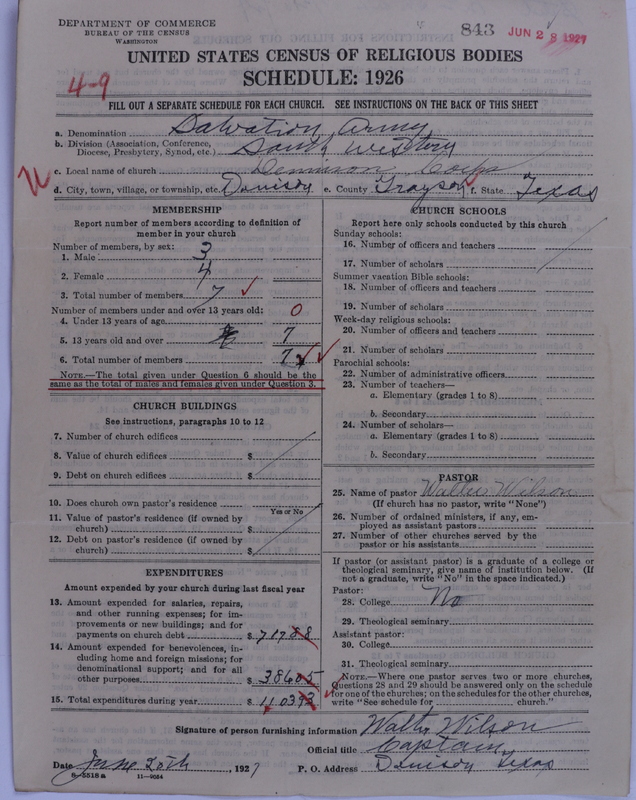 DEPARTMENT OF COMMERCE
BUREAU OF THE CENSUS
WASHINGTON
843
JUN 28 1927
UNITED STATES CENSUS OF RELIGIOUS BODIES
SCHEDULE: 1926
4-9
FILL OUT A SEPARATE SCHEDULE FOR EACH CHURCH. SEE INSTRUCTIONS ON THE BACK OF THIS SHEET
a. Denomination Salvation Army
b. Division (Association, Conference,
Diocese, Presbytery, Synod, etc.) South Western
c. Local name of church Dennison Corps
d. City, town, village, or township, etc. Denison e. County Grayson f. State Texas
MEMBERSHIP
Report number of members according to definition of
member in your church
Number of members, by sex:
1. Male 3
2. Female 4
3. Total number of members 7
Number of members under and over 13 years old:
4. Under 13 years of age 0
5. 13 years old and over 7
6. Total number of members 7
NOTE.—The total given under Question 6 should be the
same as the total of males and females given under Question 3.
CHURCH BUILDINGS
See instructions, paragraphs 10 to 12
7. Number of church edifices
8. Value of church edifices $
9. Debt on church edifices $
10. Does church own pastor's residence
Yes or No
11. Value of pastor's residence (if owned by
church) $
12. Debt on pastor's residence (if owned by
church) $
EXPENDITURES
Amount expended by your church during last fiscal year
13. Amount expended for salaries, repairs,
and other running expenses; for im-
provements or new buildings; and for
payments on church debt $ 71788
14. Amount expended for benevolences, in-
cluding home and foreign missions; for
denominational support; and for all
other purposes $ 38605
15. Total expenditures during year $ 110393
CHURCH SCHOOLS
Report here only schools conducted by this church
Sunday schools:
16. Number of officers and teachers
17. Number of scholars
Summer vacation Bible schools:
18. Number of officers and teachers
19. Number of scholars
Week-day religious schools:
20. Number of officers and teachers
21. Number of scholars
Parochial schools:
22. Number of administrative officers
23. Number of teachers—
a. Elementary (grades 1 to 8)
b. Secondary
24. Number of scholars—
a. Elementary (grades 1 to 8)
b. Secondary
PASTOR
25. Name of pastor Walter Wilson
(If church has no pastor, write "None")
26. Number of ordained ministers, if any, em-
ployed as assistant pastors
27. Number of other churches served by the
pastor or his assistants
If pastor (or assistant pastor) is a graduate of a college or
theological seminary, give name of institution below. (If
not a graduate, write "No" in the space indicated.)
Pastor:
28. College No
29. Theological seminary
Assistant pastor:
30. College
31. Theological seminary
NOTE.—Where one pastor serves two or more churches,
Questions 28 and 29 should be answered only on the schedule
for one of the churches; on the schedules for the other churches,
write "See schedule for church."
Signature of person furnishing information Walter Wilson
Official title Captain
Date June 20th, 1927 P. O. Address Denison Texas
8-5518a 11-9034